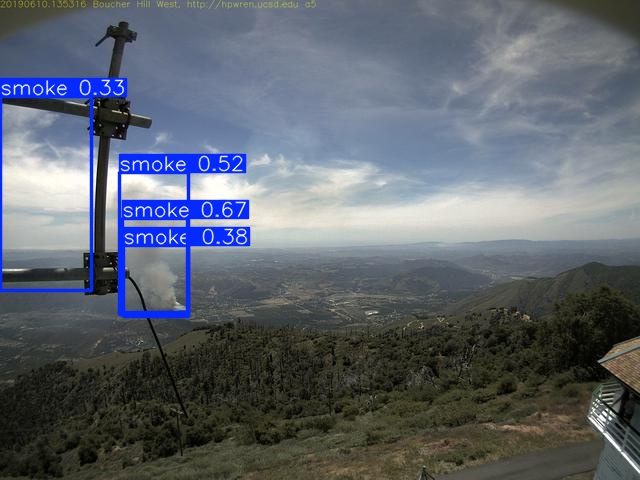 20190610.135316 Boucher Hill West, http://hpwren.ucsd.edu a5
smoke 0.33
smoke 0.52
smoke 0.67
smoke 0.38